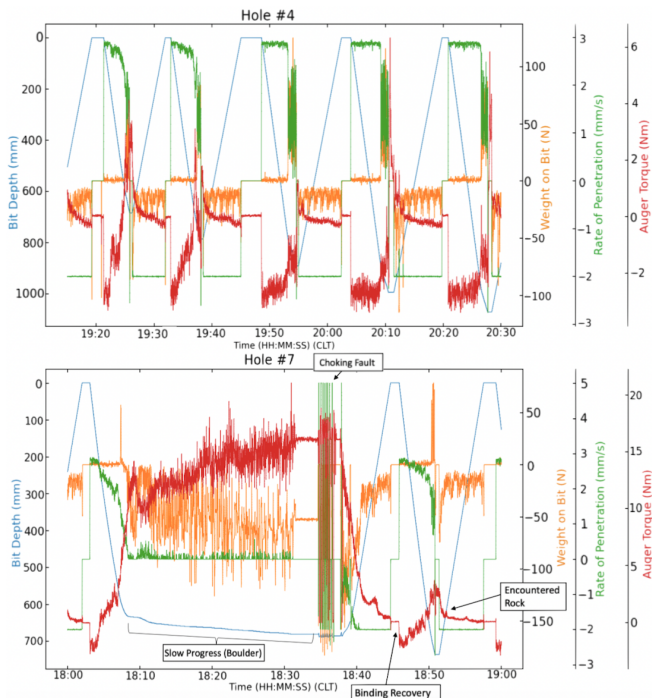 Hole #4
0
200
400
600
800
1000
Bit Depth (mm)
100
50
0
−50
−100
Weight on Bit (N)
3
2
1
0
−1
−2
−3
Rate of Penetration (mm/s)
6
4
2
0
−2
Auger Torque (Nm)
19:20 19:30 19:40 19:50 20:00 20:10 20:20 20:30
Time (HH:MM:SS) (CLT)
Hole #7
Choking Fault
0
100
200
300
400
500
600
700
Bit Depth (mm)
50
0
−50
−100
−150
Weight on Bit (N)
5
4
3
2
1
0
−1
−2
−3
Rate of Penetration (mm/s)
20
15
10
5
0
Auger Torque (Nm)
Encountered
Rock
Slow Progress (Boulder)
18:00 18:10 18:20 18:30 18:40 18:50 19:00
Time (HH:MM:SS) (CLT)
Binding Recovery